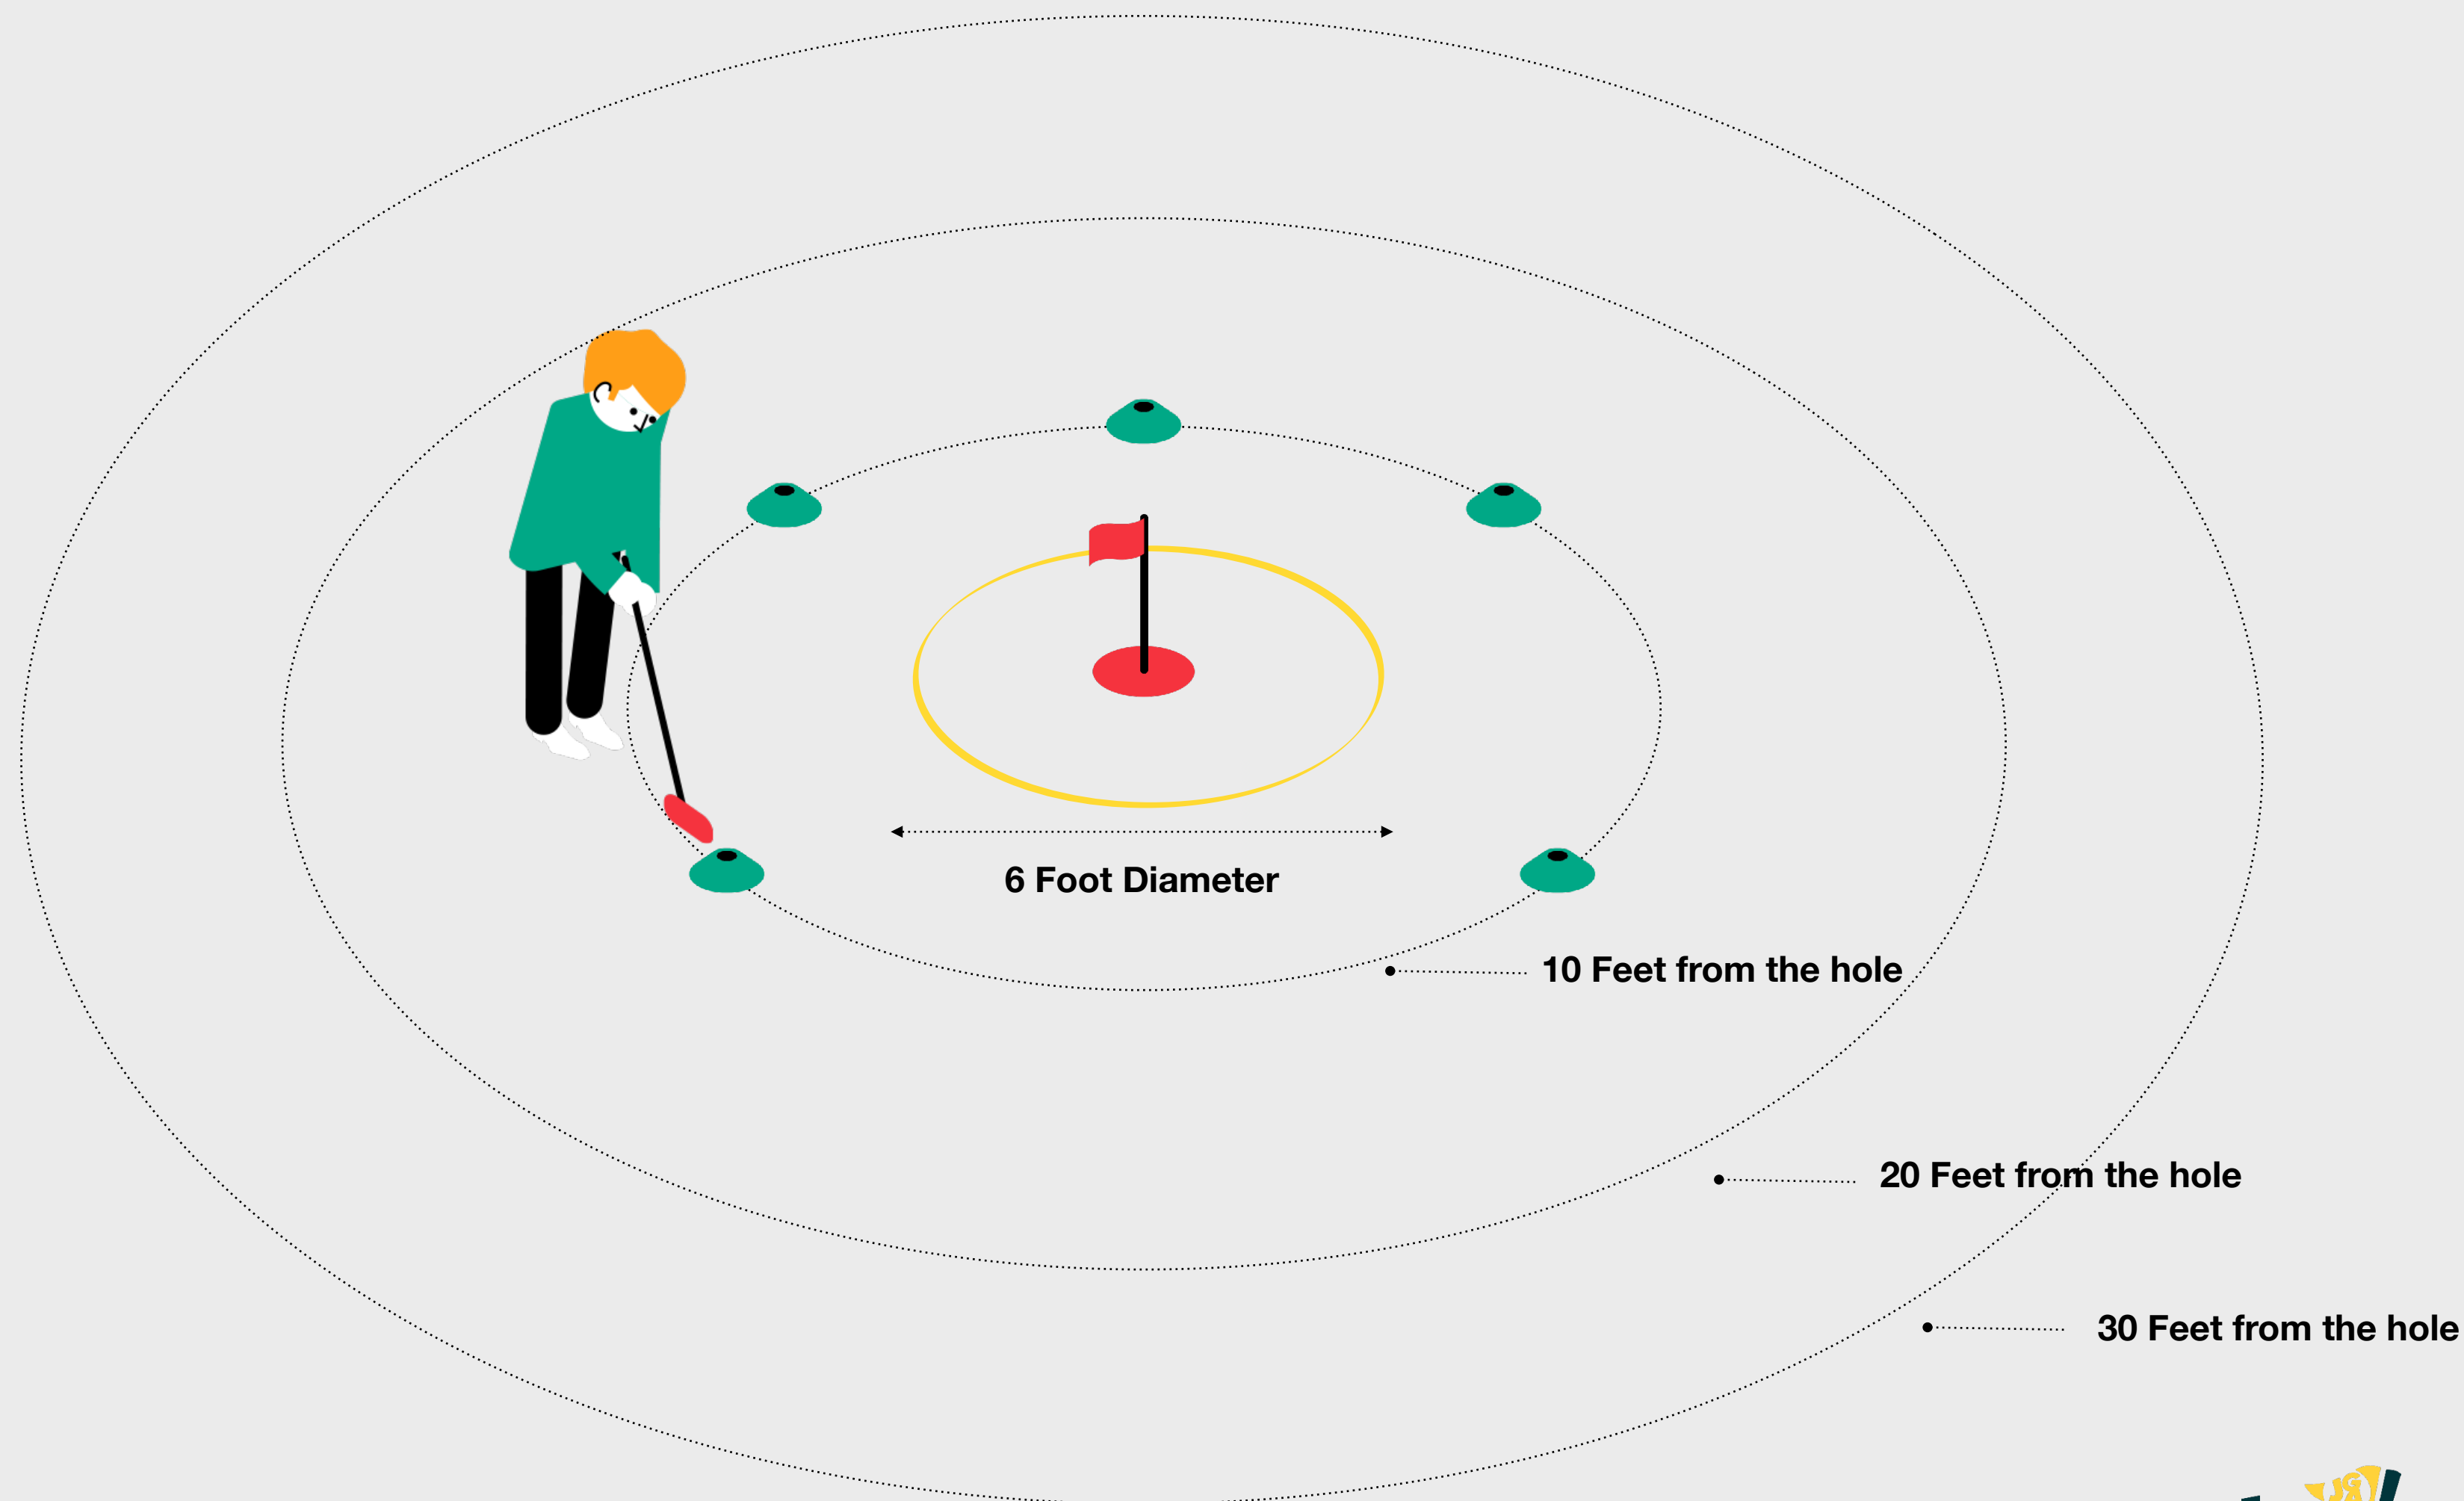 6 Foot Diameter
10 Feet from the hole
20 Feet from the hole
30 Feet from the hole